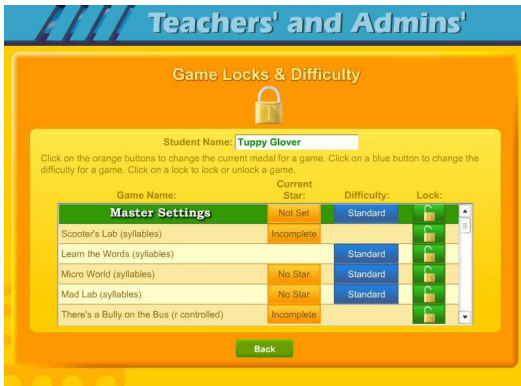 Teachers' and Admins'
Game Locks & Difficulty
Student Name: Tuppy Glover
Click on the orange buttons to change the current medal for a game. Click on a blue button to change the
difficulty for a game. Click on a lock to lock or unlock a game.
Game Name: Current Star: Difficulty: Lock:
Master Settings Not Set Standard
Scooter's Lab (syllables) Incomplete
Learn the Words (syllables) Standard
Micro World (syllables) No Star Standard
Mad Lab (syllables) No Star Standard
There's a Bully on the Bus (r controlled) Incomplete
Back